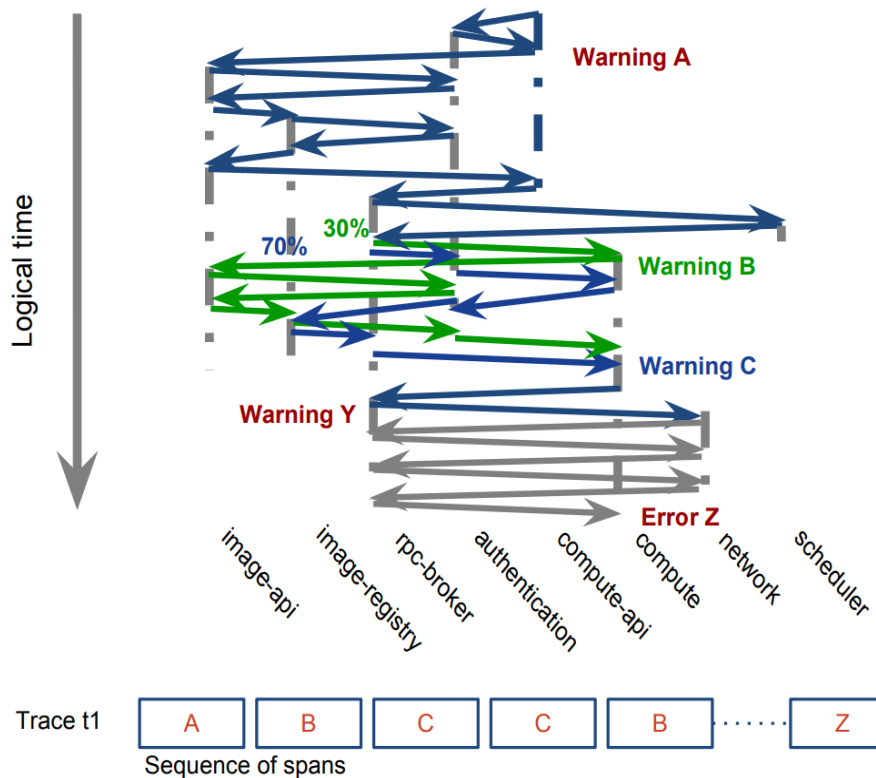 Warning A
Logical time
30%
70%
Warning B
Warning C
Warning Y
Error Z
image-api
image-registry
rpc-broker
authentication
compute-api
compute
network
scheduler
Trace t1
A
B
C
C
B
Z
Sequence of spans